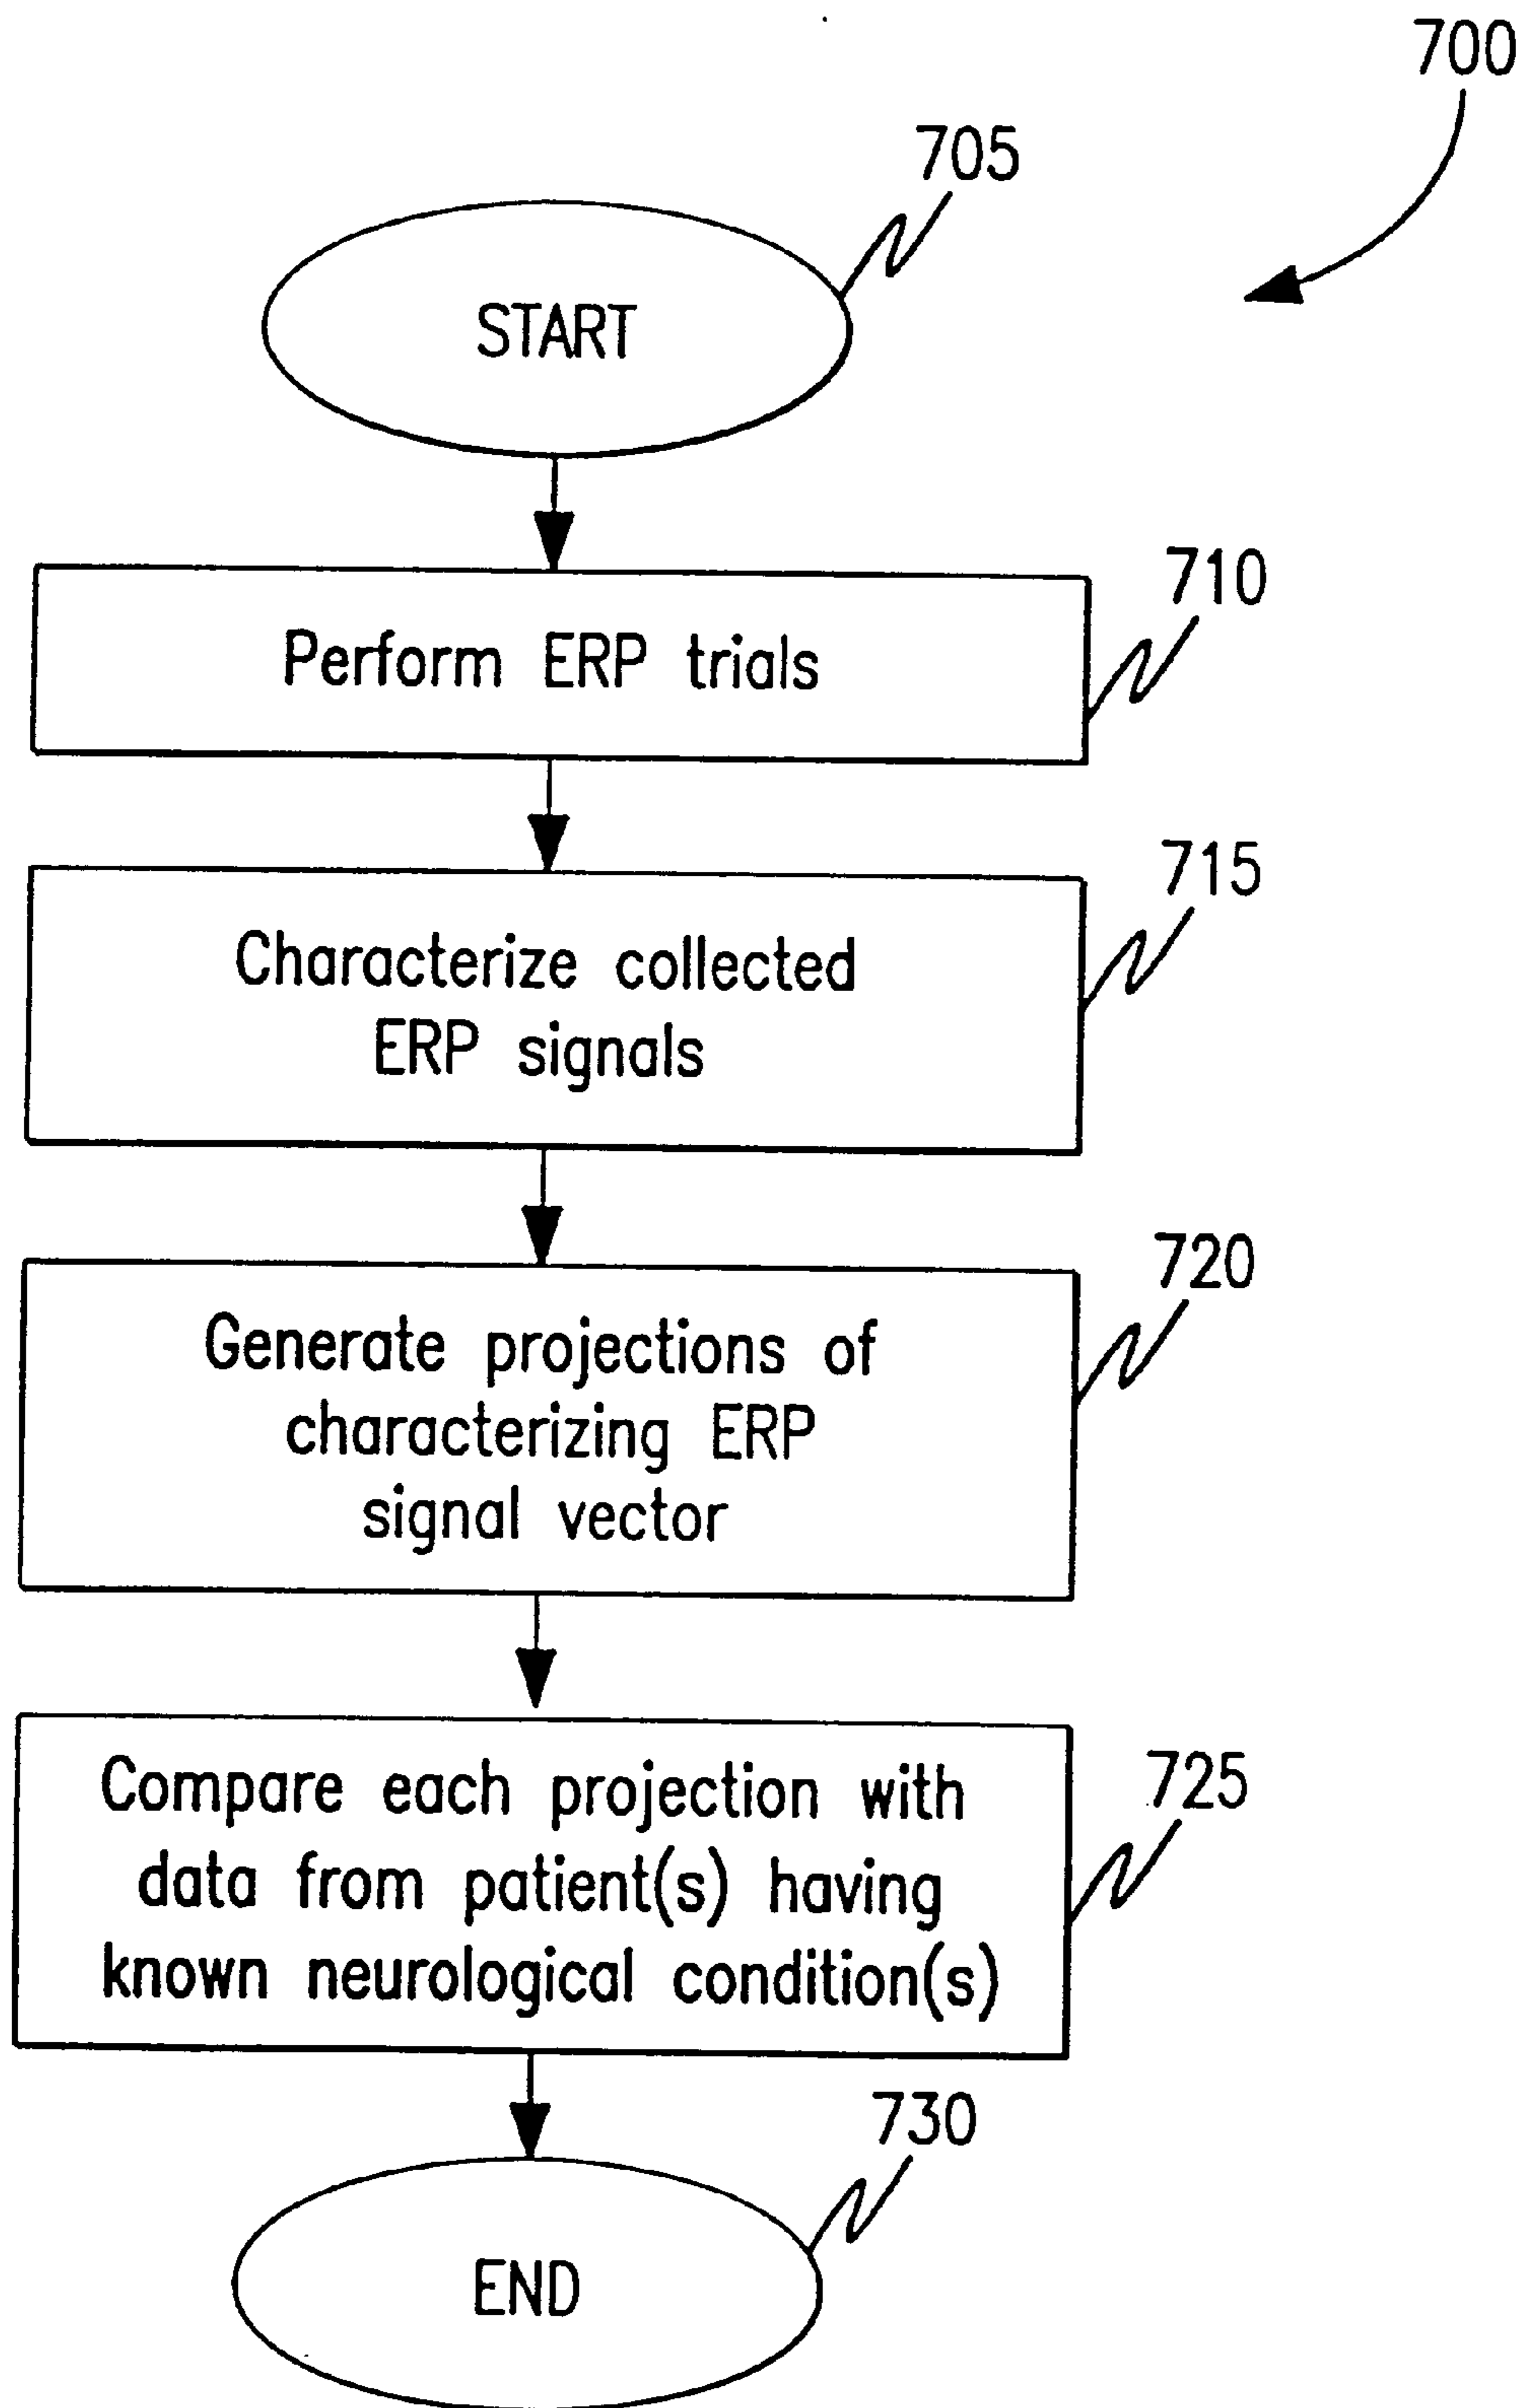 700
705
START
710
Perform ERP trials
715
Characterize collected
ERP signals
720
Generate projections of
characterizing ERP
signal vector
725
Compare each projection with
data from patient(s) having
known neurological condition(s)
730
END